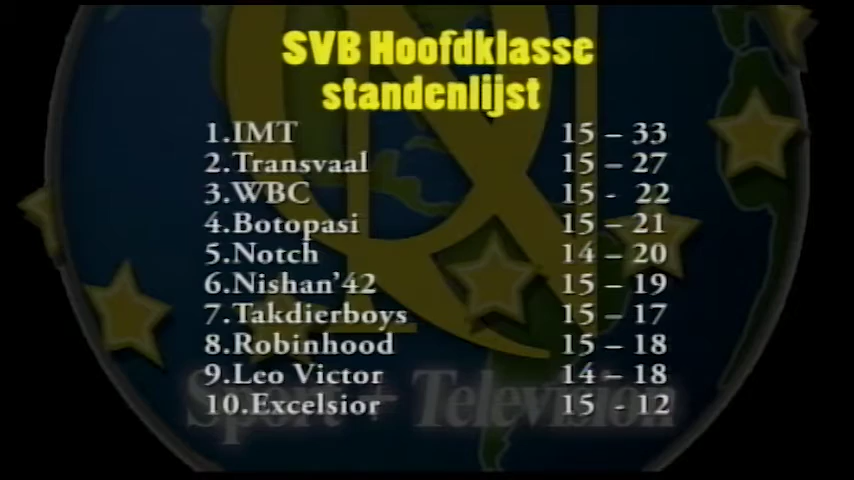 SVB Hoofdklasse
standenlijst
1.IMT 15 – 33
2.Transvaal 15 – 27
3.WBC 15 - 22
4.Botopasi 15 – 21
5.Notch 14 – 20
6.Nishan'42 15 – 19
7.Takdierboys 15 – 17
8.Robinhood 15 – 18
9.Leo Victor 14 – 18
10.Excelsior 15 - 12
Sport + Television